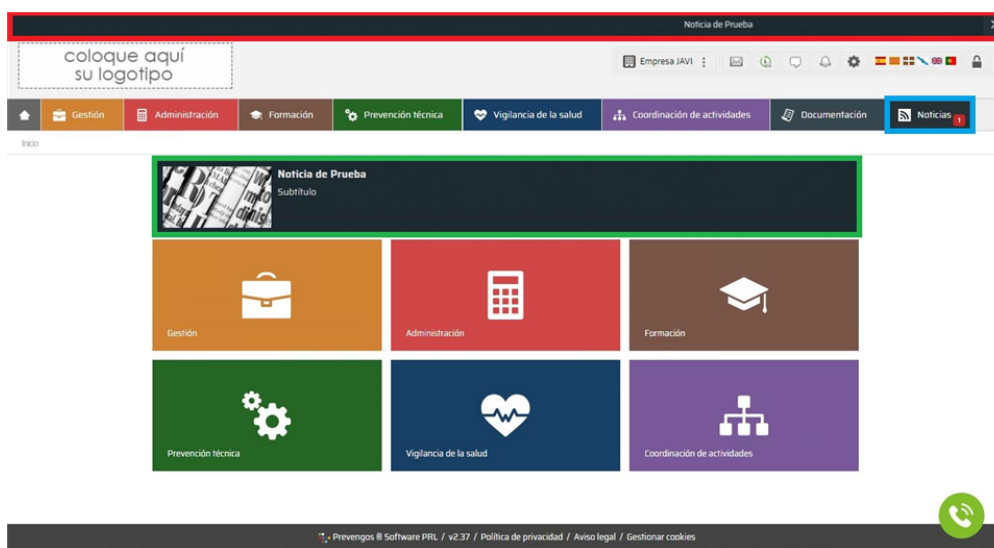 Noticia de Prueba
coloque aquí
su logotipo
Empresa JAVI
Gestión
Administración
Formación
Prevención técnica
Vigilancia de la salud
Coordinación de actividades
Documentación
Noticias
1
Inicio
Noticia de Prueba
Subtítulo
Gestión
Administración
Formación
Prevención técnica
Vigilancia de la salud
Coordinación de actividades
Prevengos ® Software PRL / v2.37 / Política de privacidad / Aviso legal / Gestionar cookies